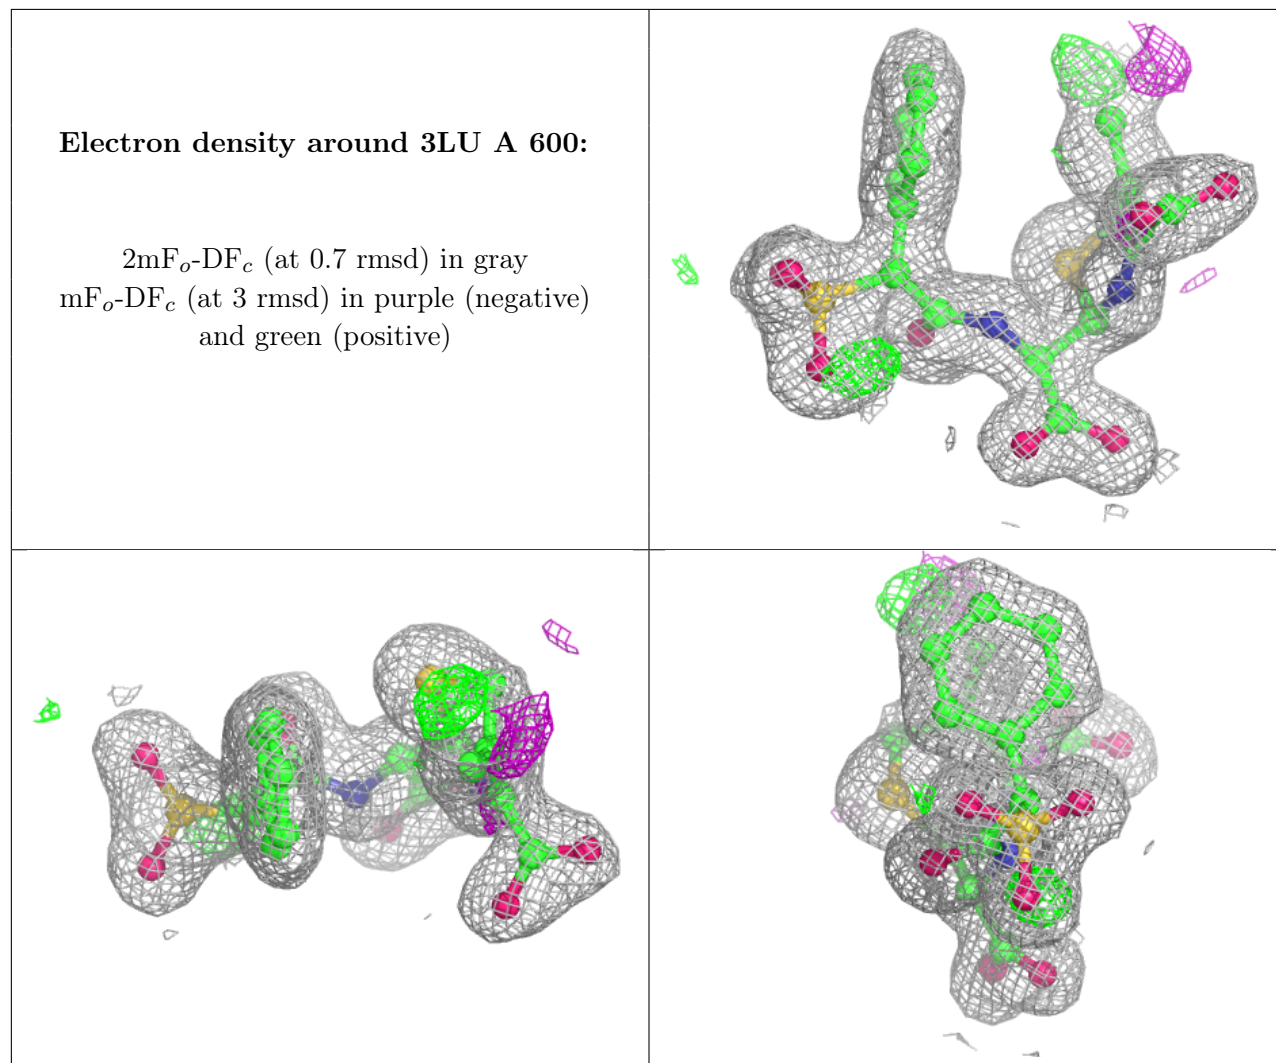 Electron density around 3LU A 600:
2mFo-DFc (at 0.7 rmsd) in gray
mFo-DFc (at 3 rmsd) in purple (negative)
and green (positive)